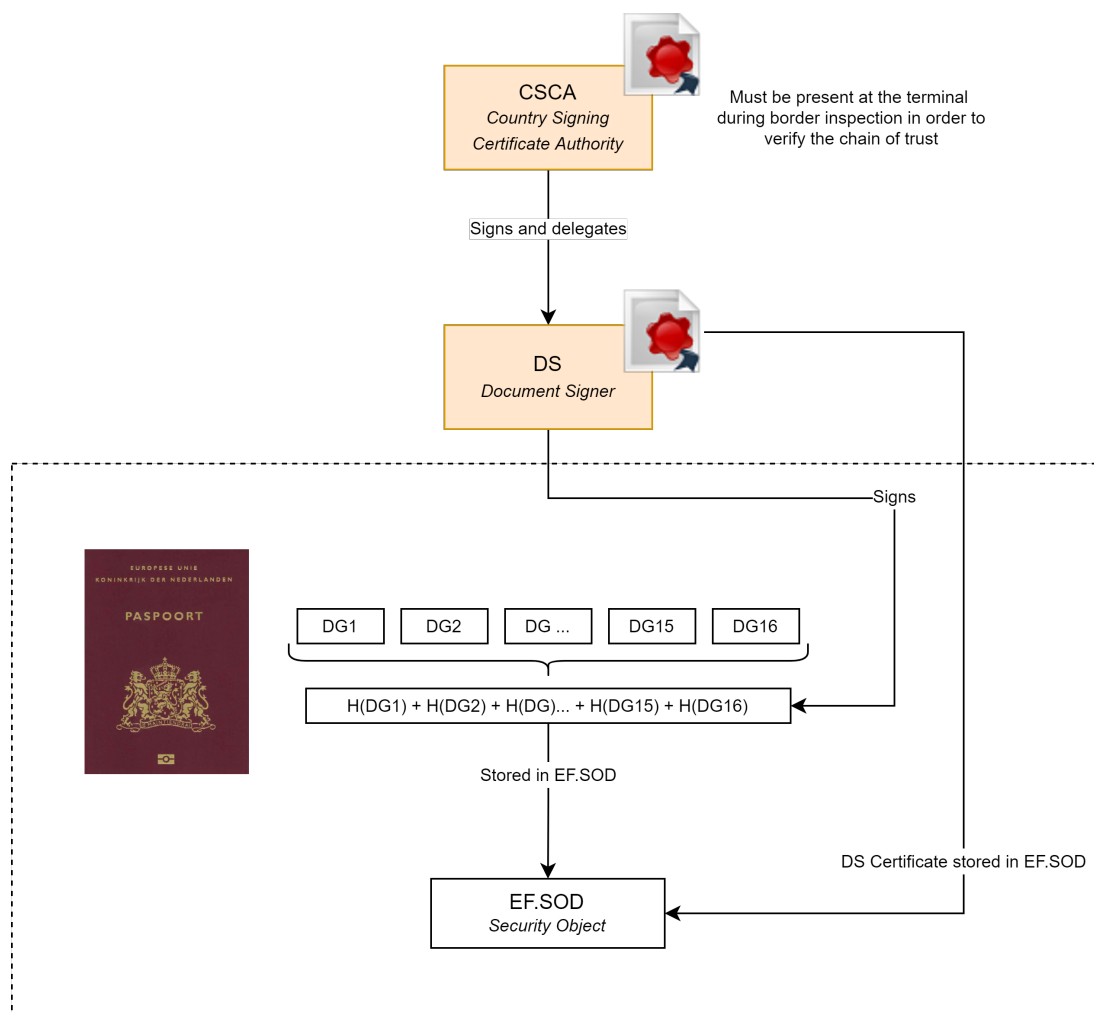 CSCA
Country Signing
Certificate Authority
Must be present at the terminal
during border inspection in order to
verify the chain of trust
Signs and delegates
DS
Document Signer
Signs
EUROPESE UNIE
KONINKRIJK DER NEDERLANDEN
PASPOORT
DG1
DG2
DG ...
DG15
DG16
H(DG1) + H(DG2) + H(DG)... + H(DG15) + H(DG16)
Stored in EF.SOD
DS Certificate stored in EF.SOD
EF.SOD
Security Object